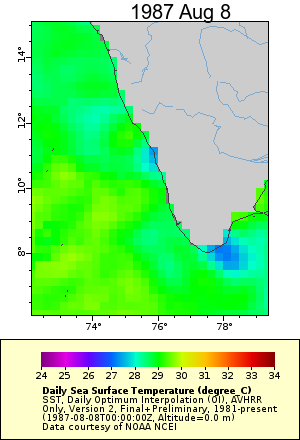 1987 Aug 8
14°
12°
10°
8°
74°
76°
78°
24 25 26 27 28 29 30 31 32 33 34
Daily Sea Surface Temperature (degree_C)
SST, Daily Optimum Interpolation (OI), AVHRR
Only, Version 2, Final+Preliminary, 1981-present
(1987-08-08T00:00:00Z, Altitude=0.0 m)
Data courtesy of NOAA NCEI